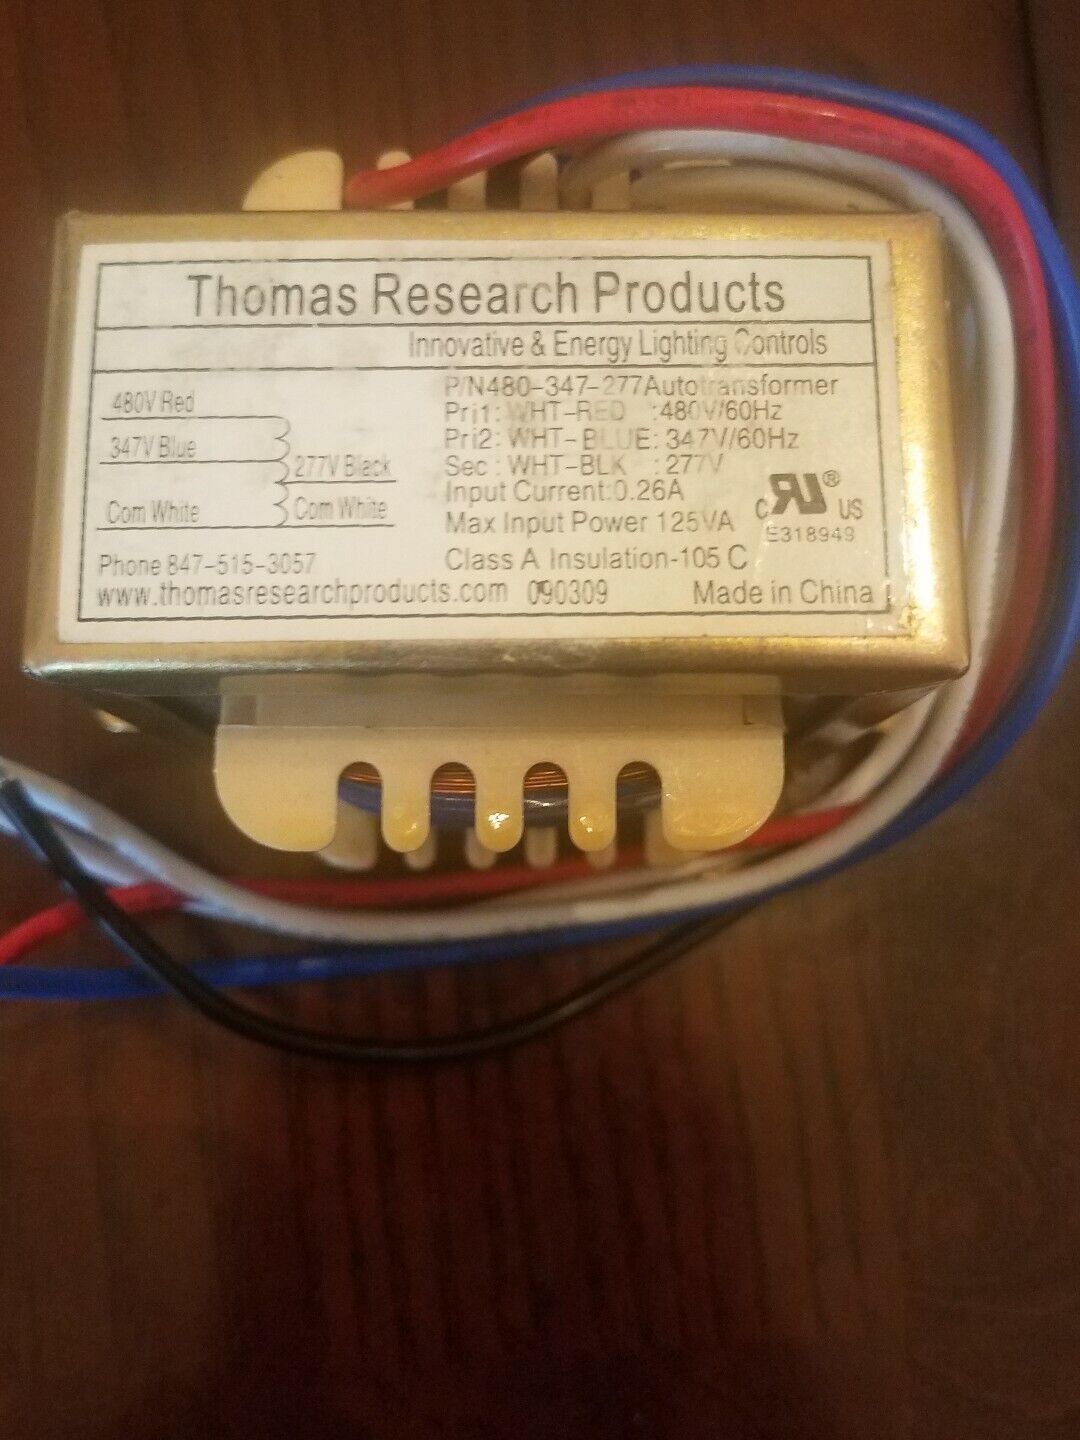 Thomas Research Products
Innovative & Energy Lighting Controls
480V Red
347V Blue
277V Black
Com White
Com White
P/N480-347-277Autotransformer
Pri1: WHT-RED :480V/60Hz
Pri2: WHT-BLUE: 347V/60Hz
Sec : WHT-BLK : 277V
Input Current:0.26A
Max Input Power 125VA
Class A Insulation-105 C
C RU ® US
E318949
Phone 847-515-3057
www.thomasresearchproducts.com 090309 Made in China